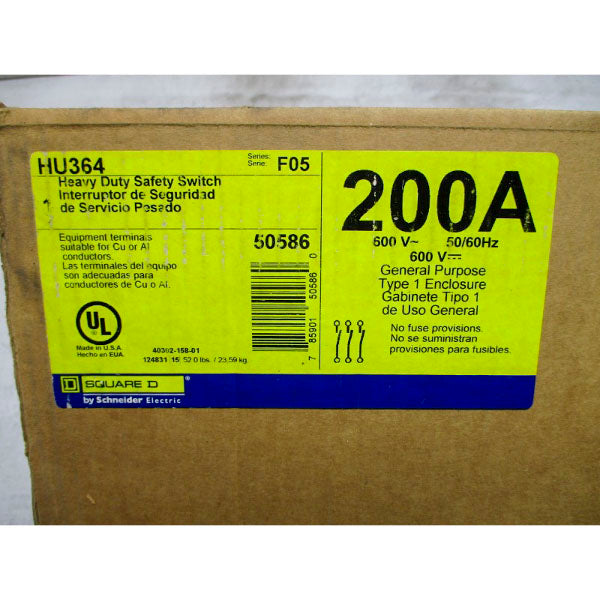 HU364
Series:
Serie:
F05
Heavy Duty Safety Switch
Interruptor de Seguridad
de Servicio Pesado
Equipment terminals
suitable for Cu or Al
conductors.
Las terminales del equipo
son adecuadas para
conductores de Cu o Al.
50586
7 85901 50586 0
UL
Made in U.S.A.
Hecho en EUA.
40302-158-01
124831 15 52.0 lbs. / 23.59 kg.
200A
600 V~ 50/60Hz
600 V⎓
General Purpose
Type 1 Enclosure
Gabinete Tipo 1
de Uso General
No fuse provisions.
No se suministran
provisiones para fusibles.
D SQUARE D
by Schneider Electric